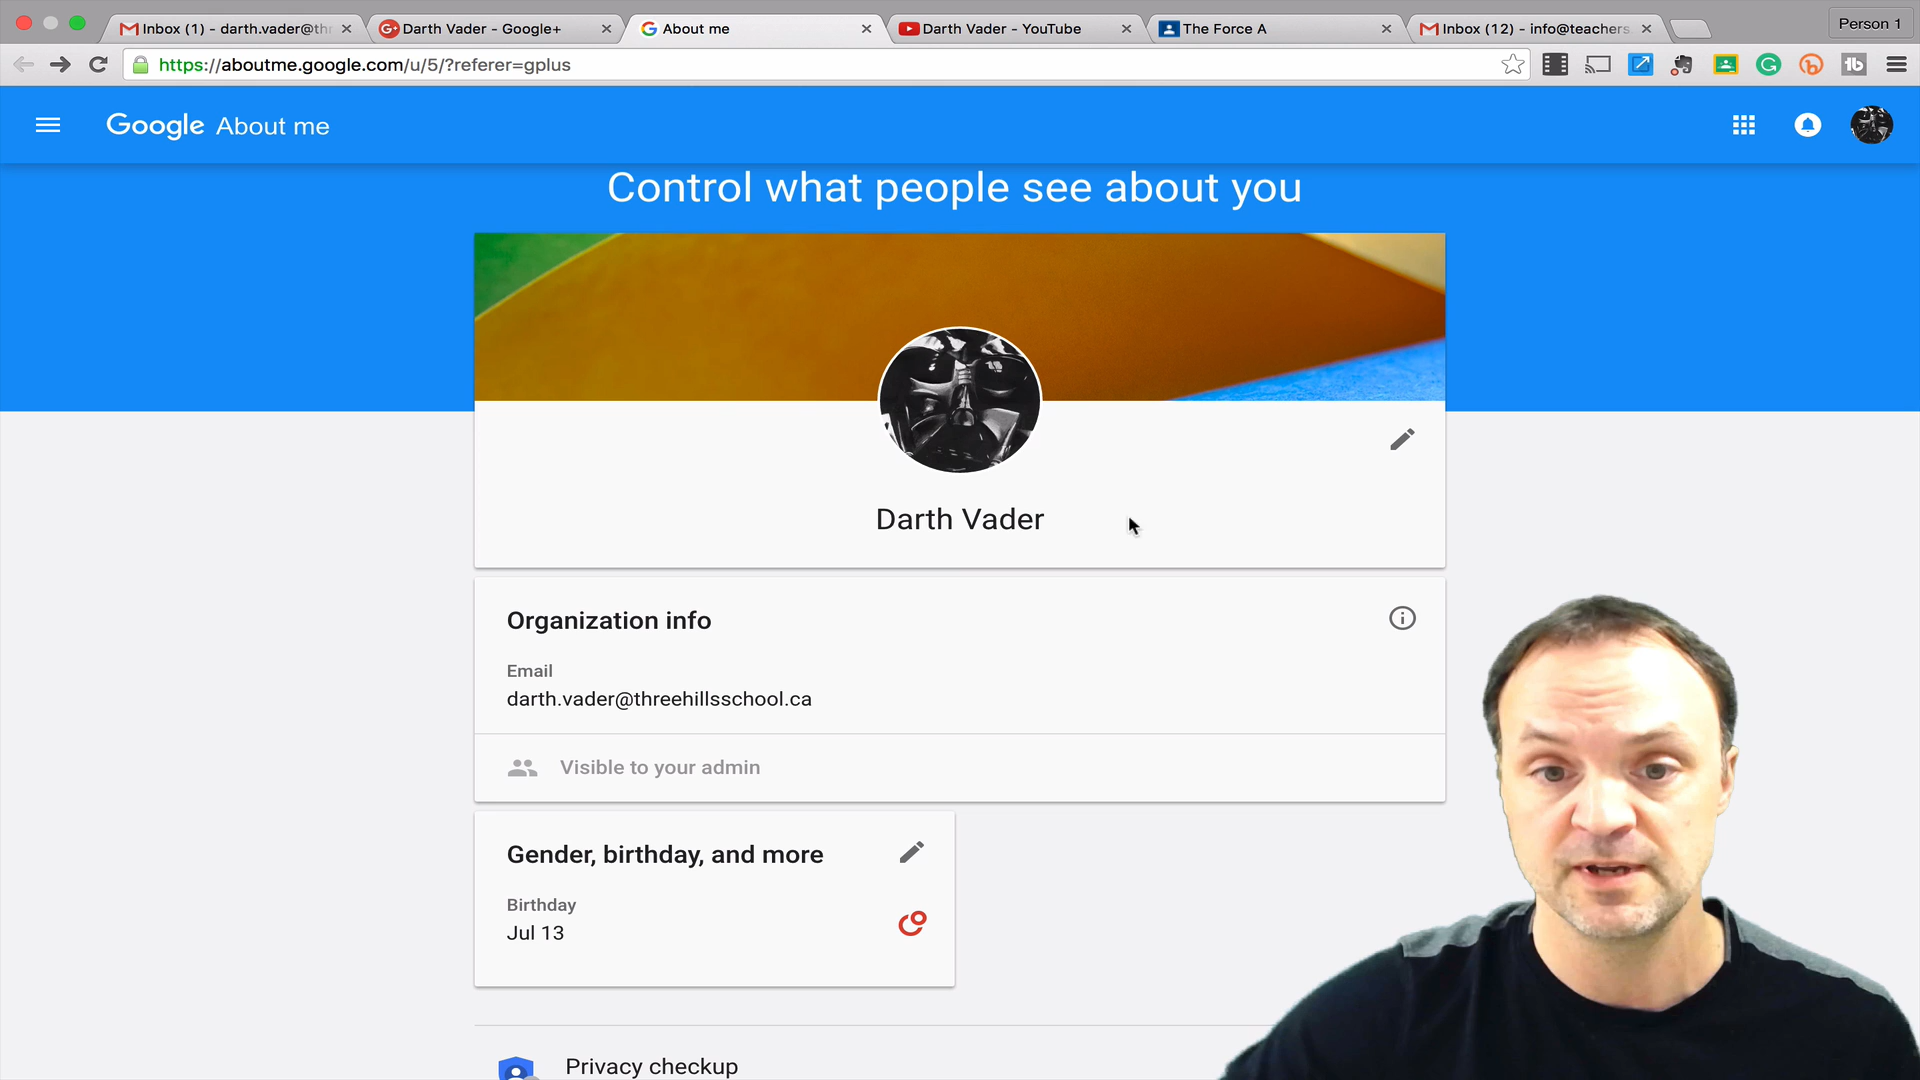 Inbox (1) - darth.vader@thr
Darth Vader - Google+
About me
Darth Vader - YouTube
The Force A
Inbox (12) - info@teachers.
Person 1
https://aboutme.google.com/u/5/?referer=gplus
Google About me
Control what people see about you
Darth Vader
Organization info
Email
darth.vader@threehillsschool.ca
Visible to your admin
Gender, birthday, and more
Birthday
Jul 13
Privacy checkup